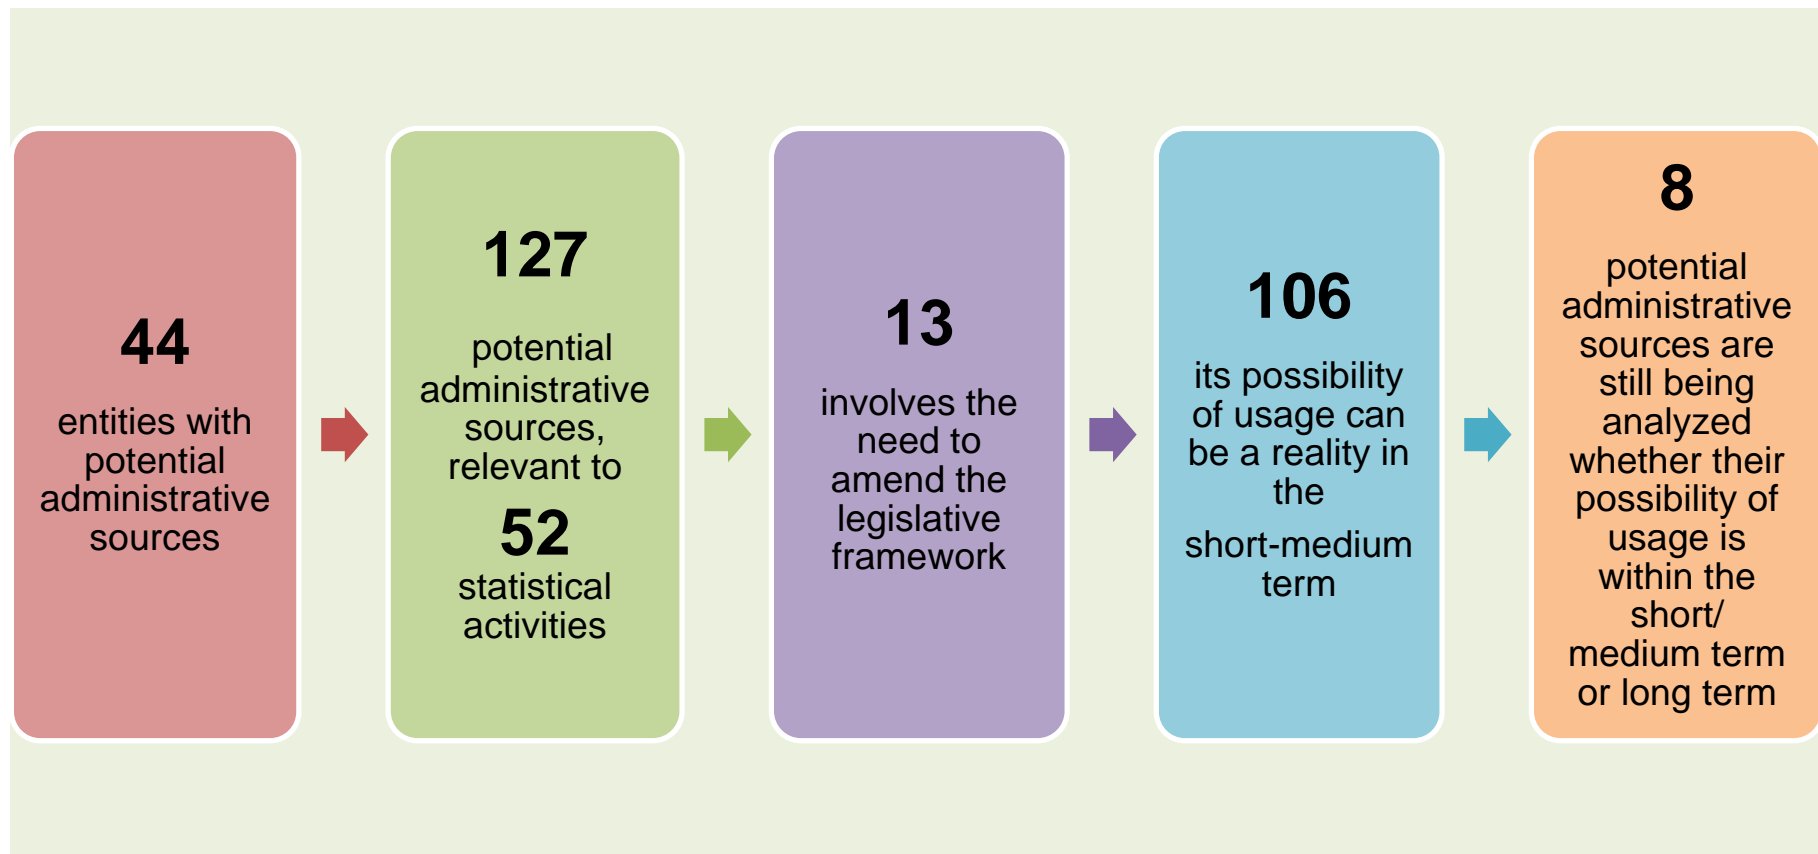 44
entities with
potential
administrative
sources
127
potential
administrative
sources,
relevant to
52
statistical
activities
13
involves the
need to
amend the
legislative
framework
106
its possibility
of usage can
be a reality in
the
short-medium
term
8
potential
administrative
sources are
still being
analyzed
whether their
possibility of
usage is
within the
short/
medium term
or long term